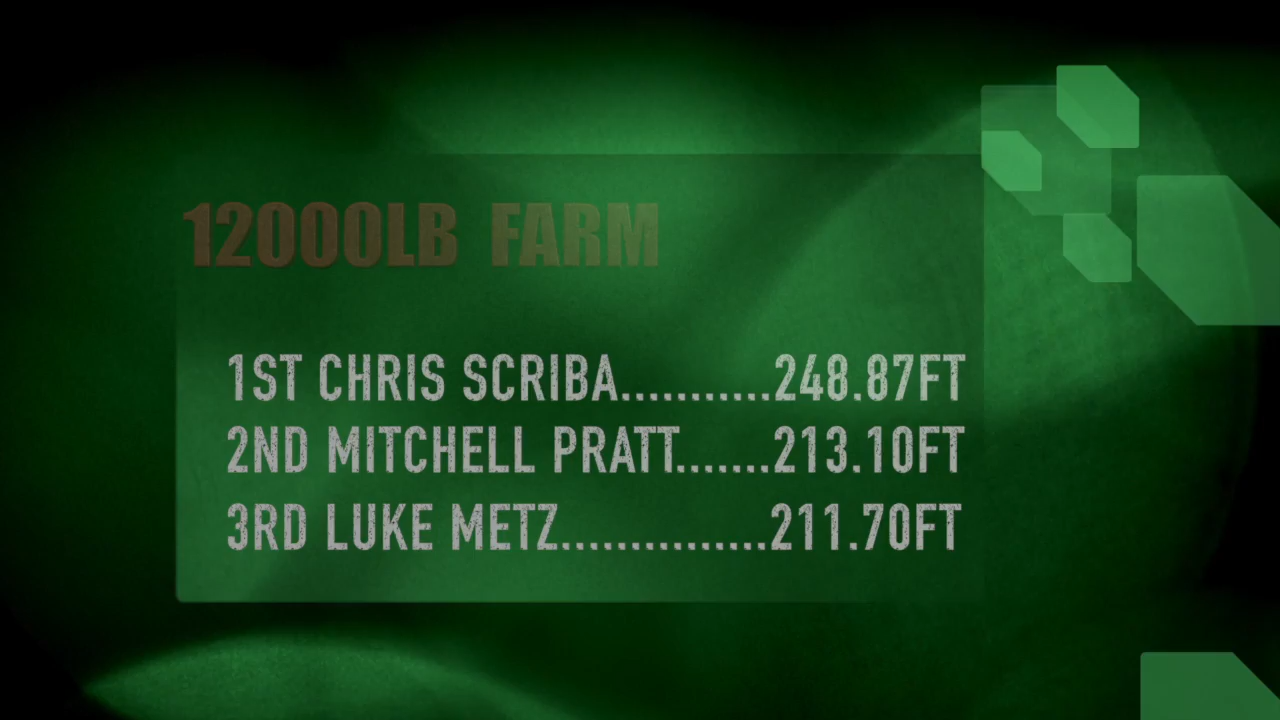 12000LB FARM
1ST CHRIS SCRIBA...........248.87FT
2ND MITCHELL PRATT.......213.10FT
3RD LUKE METZ...............211.70FT